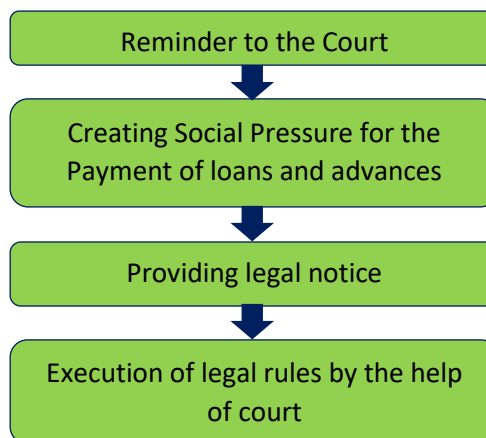 Reminder to the Court
Creating Social Pressure for the
Payment of loans and advances
Providing legal notice
Execution of legal rules by the help
of court